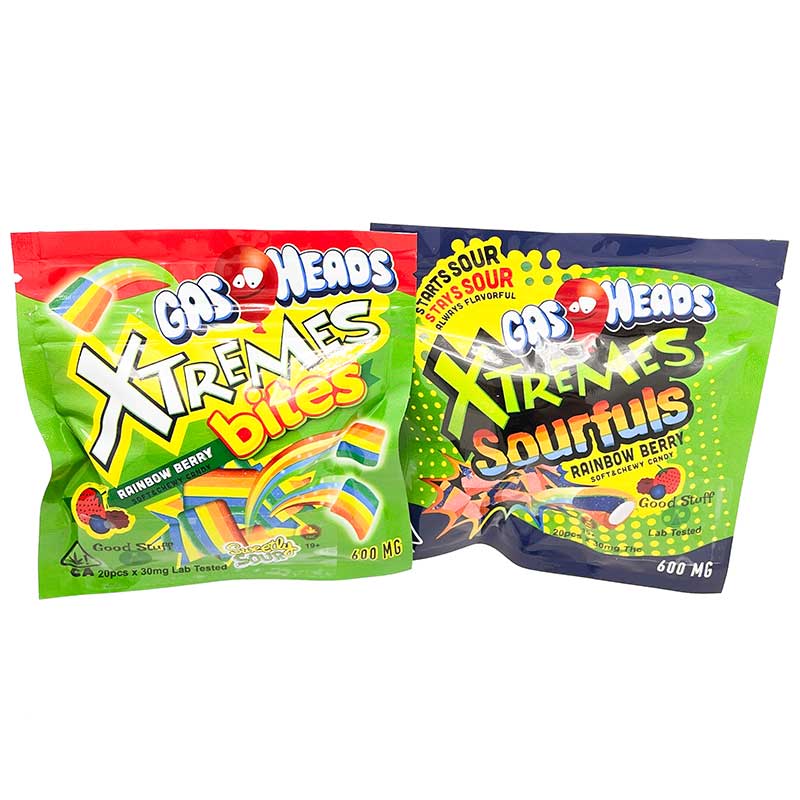 GAS HEADS
XTREMES
bites
RAINBOW BERRY
SOFT&CHEWY CANDY
Good Stuff
CA
20pcs x 30mg Lab Tested
SOUR
19+
600 MG
STARTS SOUR
STAYS SOUR
ALWAYS FLAVORFUL
GAS HEADS
XTREMES
Sourfuls
RAINBOW BERRY
SOFT&CHEWY CANDY
Good Stuff
Lab Tested
20pcs x 30mg Thc
600 MG